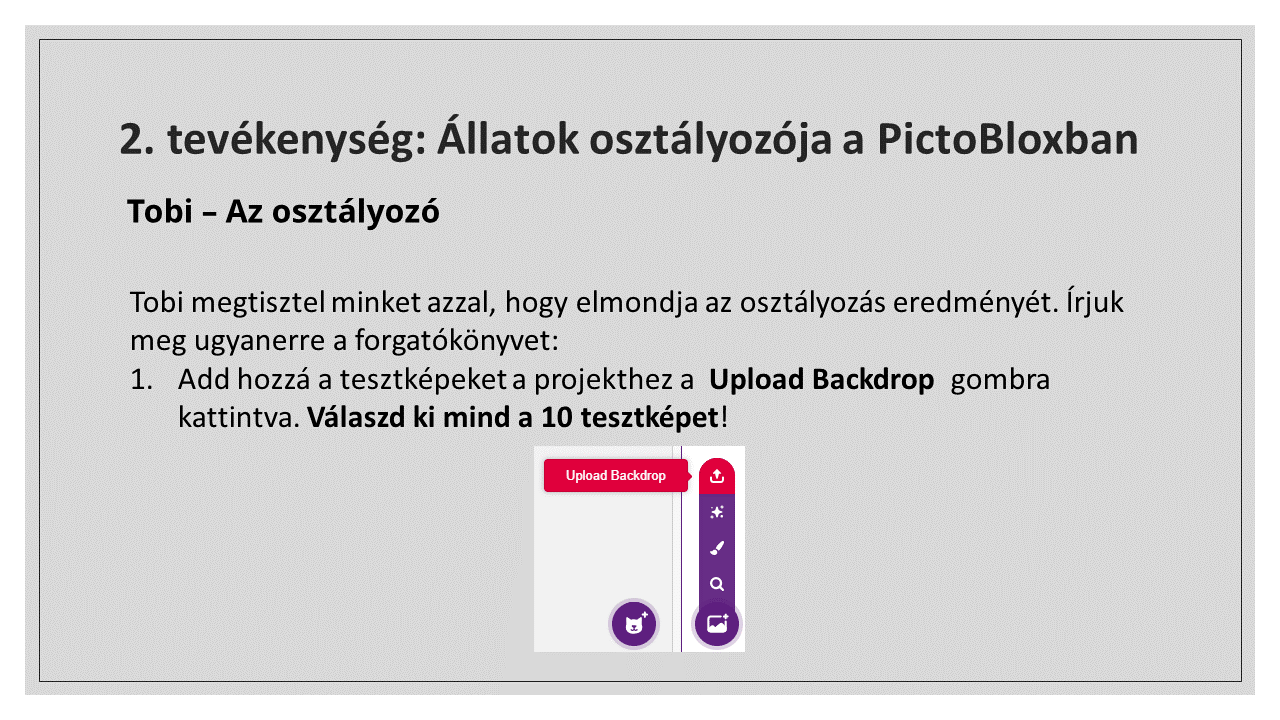 2. tevékenység: Állatok osztályozója a PictoBloxban
Tobi – Az osztályozó
Tobi megtisztel minket azzal, hogy elmondja az osztályozás eredményét. Írjuk
meg ugyanerre a forgatókönyvet:
1. Add hozzá a tesztképeket a projekthez a Upload Backdrop gombra
kattintva. Válaszd ki mind a 10 tesztképet!
Upload Backdrop